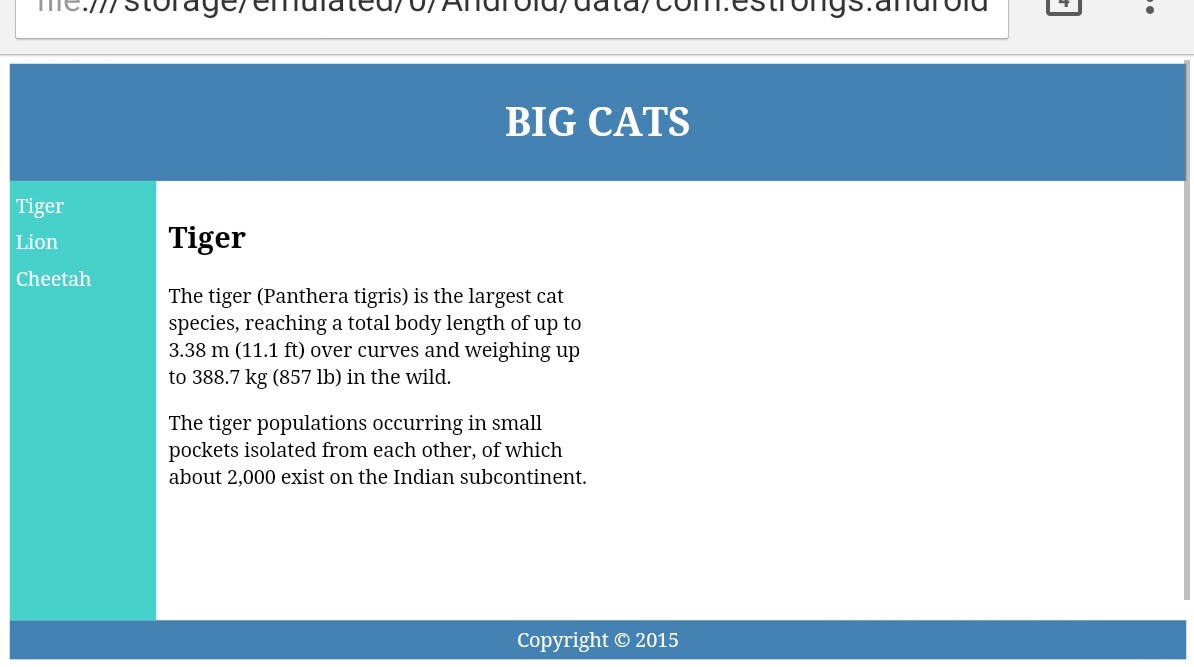 file:///storage/emulated/0/Android/data/com.estrongs.android
4
BIG CATS
Tiger
Lion
Cheetah
Tiger
The tiger (Panthera tigris) is the largest cat
species, reaching a total body length of up to
3.38 m (11.1 ft) over curves and weighing up
to 388.7 kg (857 lb) in the wild.
The tiger populations occurring in small
pockets isolated from each other, of which
about 2,000 exist on the Indian subcontinent.
Copyright © 2015